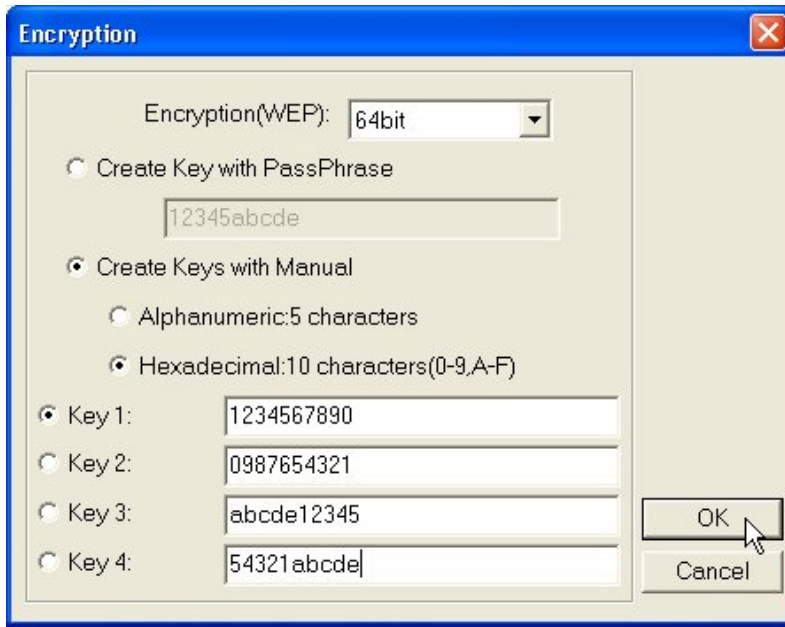 Encryption
Encryption(WEP): 64bit
Create Key with PassPhrase
12345abcde
Create Keys with Manual
Alphanumeric:5 characters
Hexadecimal:10 characters(0-9,A-F)
Key 1: 1234567890
Key 2: 0987654321
Key 3: abcde12345
Key 4: 54321abcde
OK
Cancel